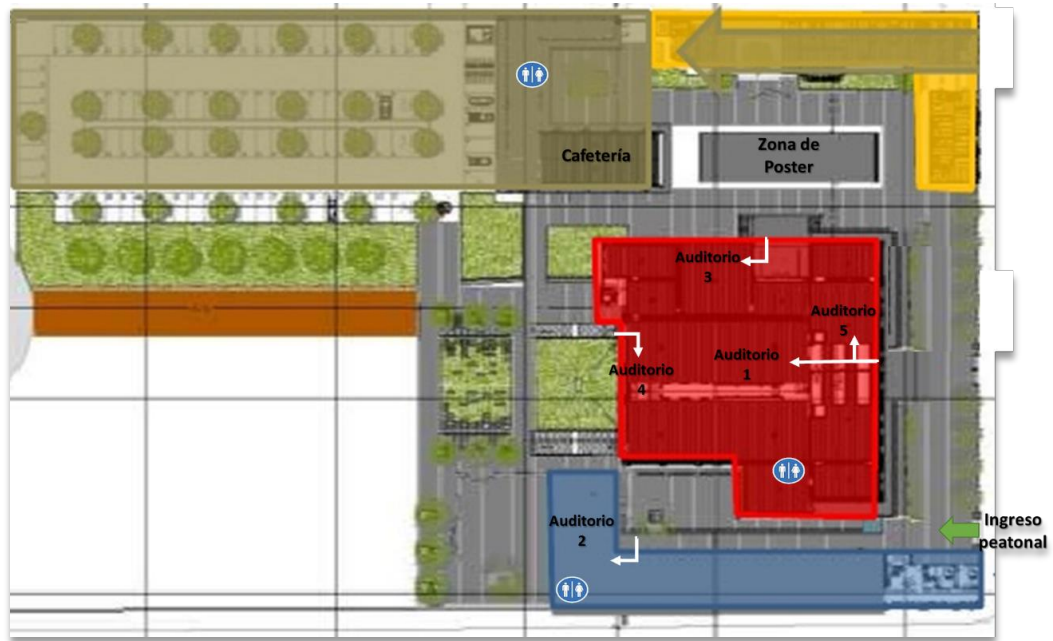 Cafetería
Zona de
Poster
Auditorio
3
Auditorio
5
Auditorio
1
Auditorio
4
Auditorio
2
Ingreso
peatonal